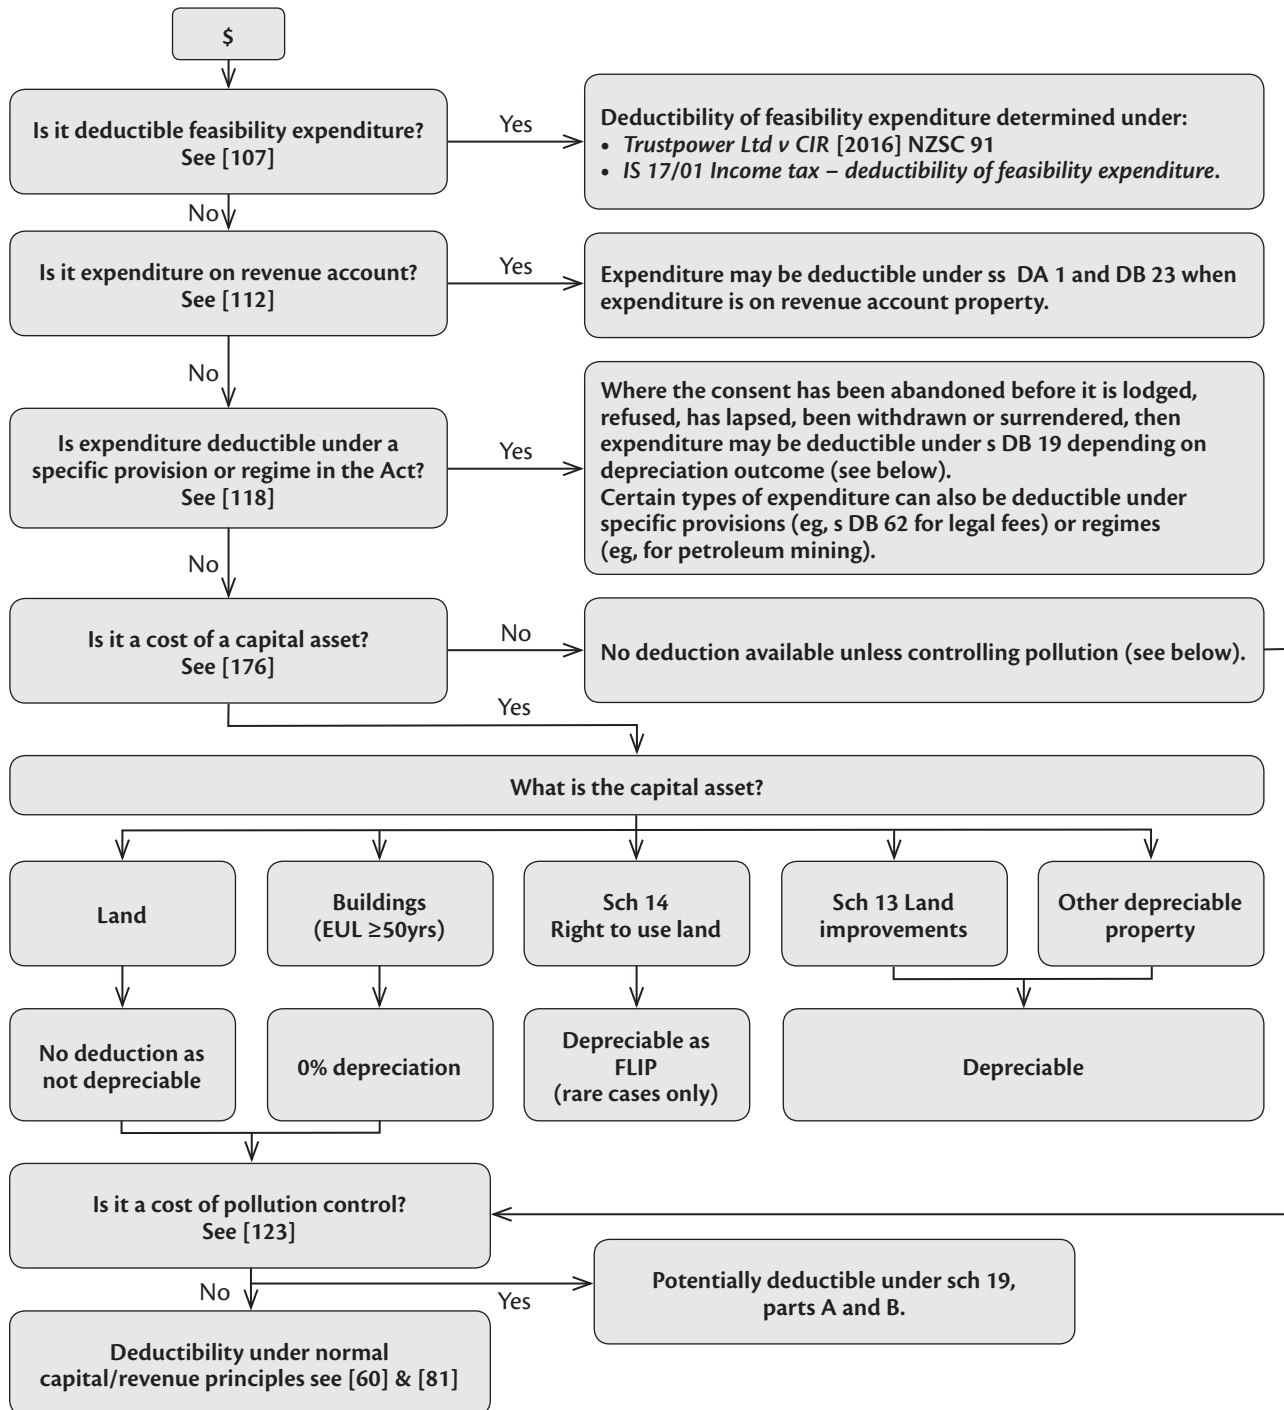 $
Is it deductible feasibility expenditure?
See [107]
Yes
Deductibility of feasibility expenditure determined under:
• Trustpower Ltd v CIR [2016] NZSC 91
• IS 17/01 Income tax – deductibility of feasibility expenditure.
No
Is it expenditure on revenue account?
See [112]
Yes
Expenditure may be deductible under ss DA 1 and DB 23 when
expenditure is on revenue account property.
No
Is expenditure deductible under a
specific provision or regime in the Act?
See [118]
Yes
Where the consent has been abandoned before it is lodged,
refused, has lapsed, been withdrawn or surrendered, then
expenditure may be deductible under s DB 19 depending on
depreciation outcome (see below).
Certain types of expenditure can also be deductible under
specific provisions (eg, s DB 62 for legal fees) or regimes
(eg, for petroleum mining).
No
Is it a cost of a capital asset?
See [176]
No
No deduction available unless controlling pollution (see below).
Yes
What is the capital asset?
Land
Buildings
(EUL ≥50yrs)
Sch 14
Right to use land
Sch 13 Land
improvements
Other depreciable
property
No deduction as
not depreciable
0% depreciation
Depreciable as
FLIP
(rare cases only)
Depreciable
Is it a cost of pollution control?
See [123]
No
Yes
Potentially deductible under sch 19,
parts A and B.
Deductibility under normal
capital/revenue principles see [60] & [81]